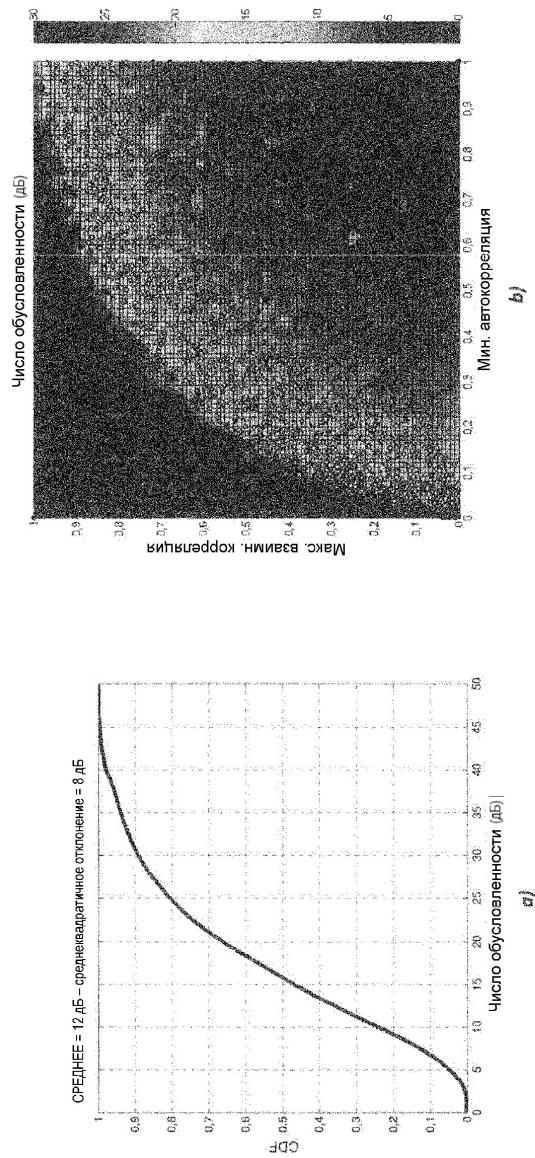 СРЕДНЕЕ = 12 дБ – среднеквадратичное отклонение = 8 дБ
CDF
1
0,9
0,8
0,7
0,6
0,5
0,4
0,3
0,2
0,1
0
0 5 10 15 20 25 30 35 40 45 50
Число обусловленности (дБ)
a)
Число обусловленности (дБ)
Макс. взаимн. корреляция
1
0,9
0,8
0,7
0,6
0,5
0,4
0,3
0,2
0,1
0
0 0,1 0,2 0,3 0,4 0,5 0,6 0,7 0,8 0,9 1
Мин. автокорреляция
30
25
20
15
10
5
0
b)